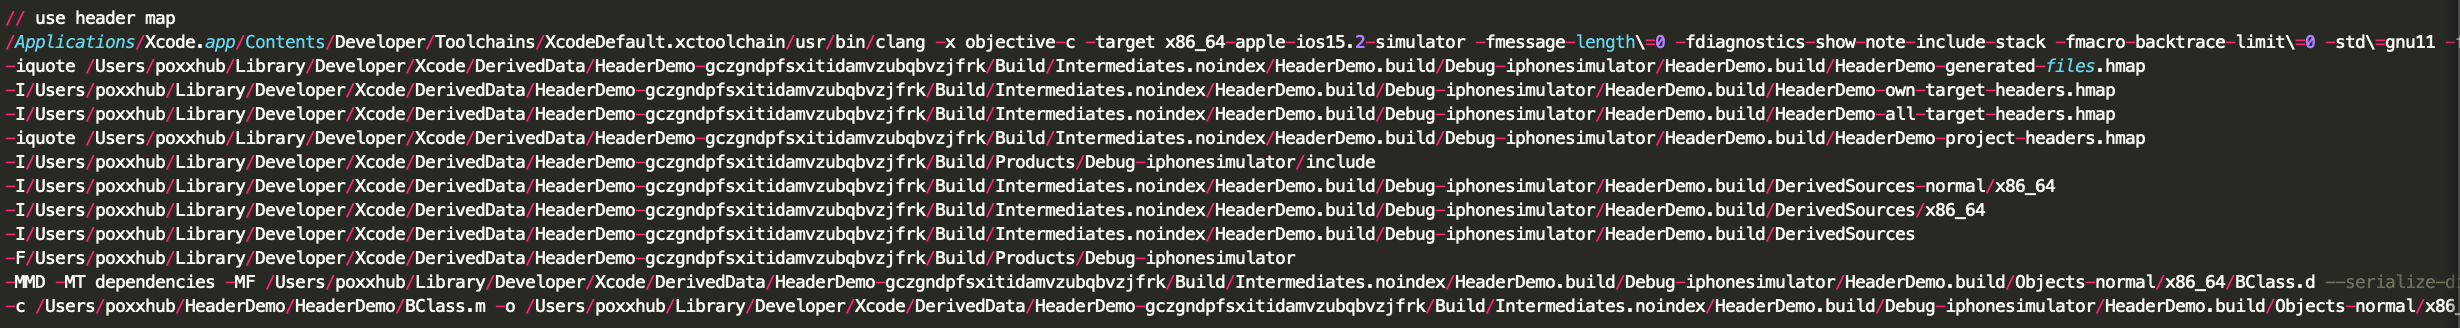 // use header map
/Applications/Xcode.app/Contents/Developer/Toolchains/XcodeDefault.xctoolchain/usr/bin/clang -x objective-c -target x86_64-apple-ios15.2-simulator -fmessage-length\=0 -fdiagnostics-show-note-include-stack -fmacro-backtrace-limit\=0 -std\=gnu11
-iquote /Users/poxxhub/Library/Developer/Xcode/DerivedData/HeaderDemo-gczgndpfsxitidamvzubqbvzjfrk/Build/Intermediates.noindex/HeaderDemo.build/Debug-iphonesimulator/HeaderDemo.build/HeaderDemo-generated-files.hmap
-I/Users/poxxhub/Library/Developer/Xcode/DerivedData/HeaderDemo-gczgndpfsxitidamvzubqbvzjfrk/Build/Intermediates.noindex/HeaderDemo.build/Debug-iphonesimulator/HeaderDemo.build/HeaderDemo-own-target-headers.hmap
-I/Users/poxxhub/Library/Developer/Xcode/DerivedData/HeaderDemo-gczgndpfsxitidamvzubqbvzjfrk/Build/Intermediates.noindex/HeaderDemo.build/Debug-iphonesimulator/HeaderDemo.build/HeaderDemo-all-target-headers.hmap
-iquote /Users/poxxhub/Library/Developer/Xcode/DerivedData/HeaderDemo-gczgndpfsxitidamvzubqbvzjfrk/Build/Intermediates.noindex/HeaderDemo.build/Debug-iphonesimulator/HeaderDemo.build/HeaderDemo-project-headers.hmap
-I/Users/poxxhub/Library/Developer/Xcode/DerivedData/HeaderDemo-gczgndpfsxitidamvzubqbvzjfrk/Build/Products/Debug-iphonesimulator/include
-I/Users/poxxhub/Library/Developer/Xcode/DerivedData/HeaderDemo-gczgndpfsxitidamvzubqbvzjfrk/Build/Intermediates.noindex/HeaderDemo.build/Debug-iphonesimulator/HeaderDemo.build/DerivedSources-normal/x86_64
-I/Users/poxxhub/Library/Developer/Xcode/DerivedData/HeaderDemo-gczgndpfsxitidamvzubqbvzjfrk/Build/Intermediates.noindex/HeaderDemo.build/Debug-iphonesimulator/HeaderDemo.build/DerivedSources/x86_64
-I/Users/poxxhub/Library/Developer/Xcode/DerivedData/HeaderDemo-gczgndpfsxitidamvzubqbvzjfrk/Build/Intermediates.noindex/HeaderDemo.build/Debug-iphonesimulator/HeaderDemo.build/DerivedSources
-F/Users/poxxhub/Library/Developer/Xcode/DerivedData/HeaderDemo-gczgndpfsxitidamvzubqbvzjfrk/Build/Products/Debug-iphonesimulator
-MMD -MT dependencies -MF /Users/poxxhub/Library/Developer/Xcode/DerivedData/HeaderDemo-gczgndpfsxitidamvzubqbvzjfrk/Build/Intermediates.noindex/HeaderDemo.build/Debug-iphonesimulator/HeaderDemo.build/Objects-normal/x86_64/BClass.d --serialize-d
-c /Users/poxxhub/HeaderDemo/HeaderDemo/BClass.m -o /Users/poxxhub/Library/Developer/Xcode/DerivedData/HeaderDemo-gczgndpfsxitidamvzubqbvzjfrk/Build/Intermediates.noindex/HeaderDemo.build/Debug-iphonesimulator/HeaderDemo.build/Objects-normal/x86_